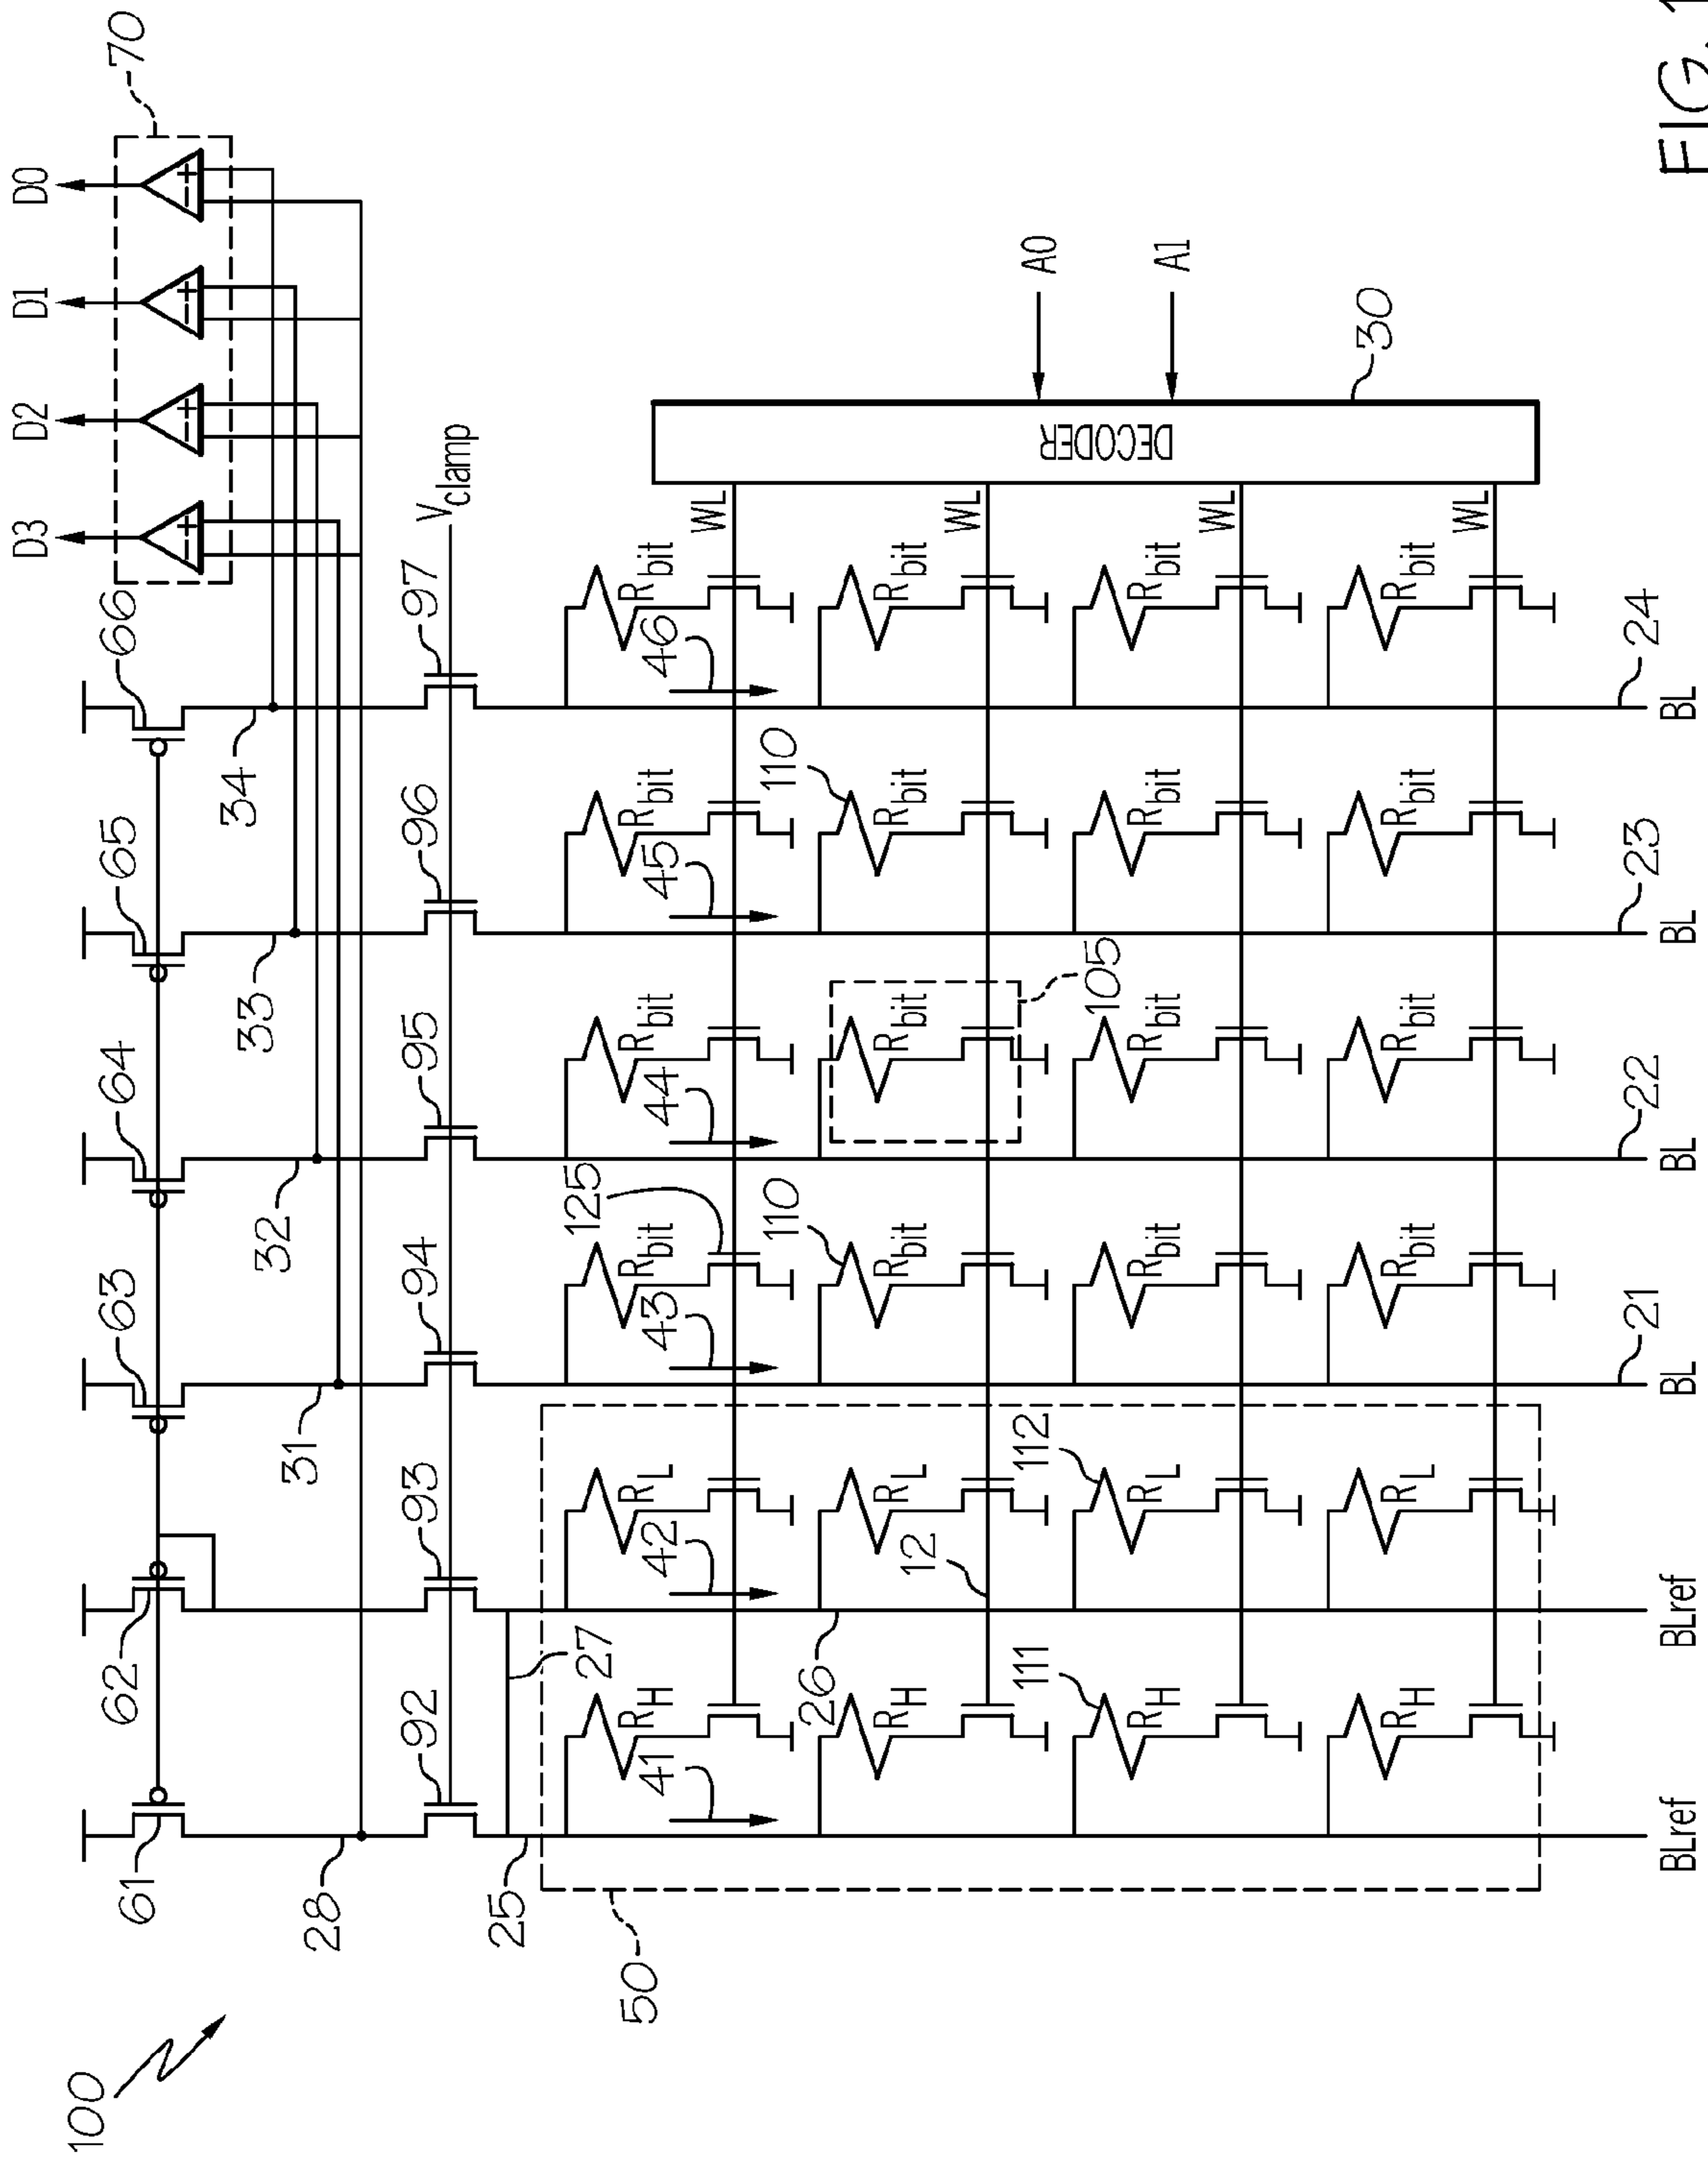 100
D3 D2 D1 D0
70
61 62 63 64 65 66
28 31 32 33 34
92 93 94 95 96 97
Vclamp
25 27
50
41 42 43 44 45 46
RH RL Rbit Rbit Rbit Rbit WL
125
26 12 110 105 110
RH RL Rbit Rbit Rbit Rbit WL
DECODER
A0
A1
111 112
RH RL Rbit Rbit Rbit Rbit WL
30
RH RL Rbit Rbit Rbit Rbit WL
21 22 23 24
BLref BLref BL BL BL BL